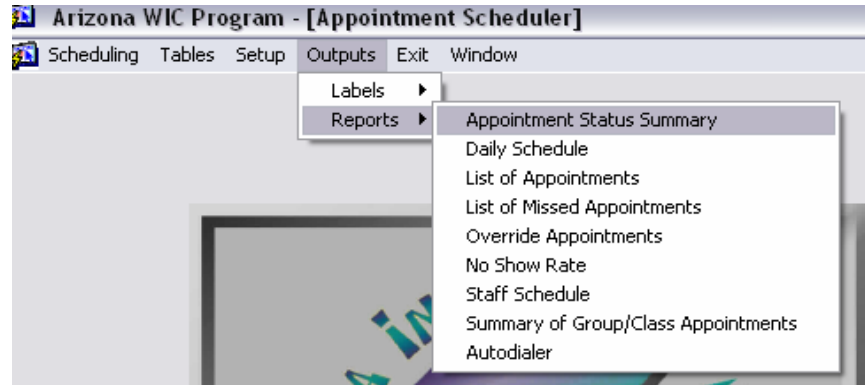 Arizona WIC Program - [Appointment Scheduler]
Scheduling Tables Setup Outputs Exit Window
Labels
Reports
Appointment Status Summary
Daily Schedule
List of Appointments
List of Missed Appointments
Override Appointments
No Show Rate
Staff Schedule
Summary of Group/Class Appointments
Autodialer